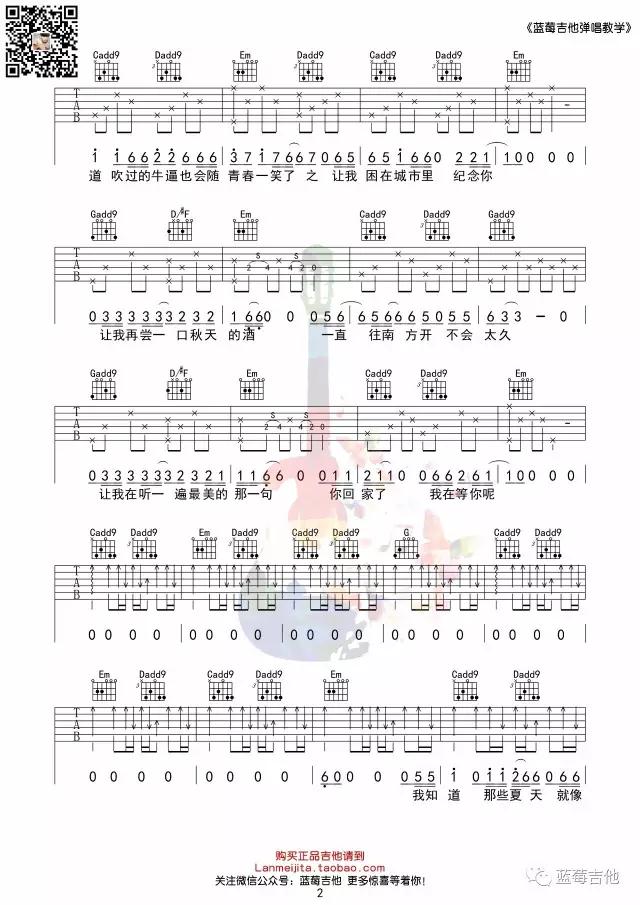 《蓝莓吉他弹唱教学》
Cadd9 Dadd9 Em Dadd9 Cadd9 Dadd9 Em
T A B
1 1 6 6 2 2 6 6 6 3 7 1 7 6 6 7 0 6 5 6 5 1 6 6 0 2 2 1 1 0 0 0 0
道 吹过的牛逼也会随 青春一笑了 之 让我 困在城市里 纪念你
Gadd9 D/#F Em Cadd9 Dadd9 Gadd9
T A B
S S
2 4 4 2 0
0 3 3 3 3 3 3 2 3 2 1 6 6 0 0 0 5 6 6 5 6 6 5 0 5 6 6 3 3 - 0
让我再尝一 口秋天 的酒 一直 往南 方开 不会 太久
Gadd9 D/#F Em Cadd9 Dadd9 Em
T A B
S S
2 4 4 2 0
0 3 3 3 3 3 3 2 3 2 1 1 1 6 6 0 0 1 1 2 1 1 0 0 6 6 2 6 1 1 0 0 0 0
让我在听一 遍最美的 那一句 你回 家了 我在等你呢
Cadd9 Dadd9 Em Dadd9 Cadd9 Dadd9 G Cadd9 Dadd9
T A B
0 0 0 0 0 0 0 0 0 0 0 0 0 0 0 0 0 0 0 0
Em Dadd9 Cadd9 Dadd9 Em Cadd9 Dadd9
T A B
0 0 0 0 0 0 0 0 6 0 0 0 0 5 5 1 0 1 1 2 6 6 0 6 6
我知 道 那些夏 天 就像
购买正品吉他请到
Lanmeijita.taobao.com
关注微信公众号：蓝莓吉他 更多惊喜等着你！
2
蓝莓吉他